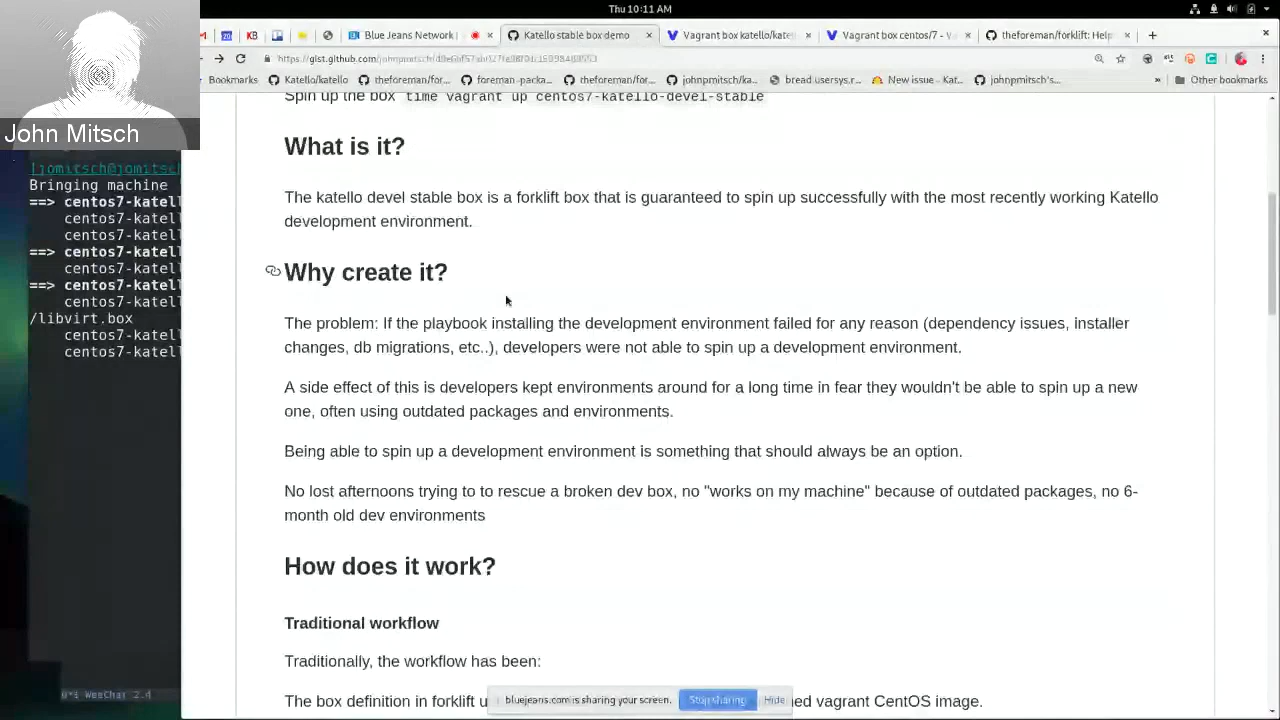 Thu 10:11 AM
Blue Jeans Network |
Katello stable box demo
Vagrant box katello/kate
Vagrant box centos/7 - V
theforeman/forklift: Help
Bookmarks
Katello/katello
theforeman/for...
foreman-packa...
theforeman/for...
johnpmitsch/ka...
bread.usersys.r...
New issue · Kat...
johnpmitsch's...
Other bookmarks
John Mitsch
[jomitsch@jomitsch
Bringing machine
==> centos7-katell
centos7-katell
centos7-katell
==> centos7-katell
centos7-katell
==> centos7-katell
centos7-katell
/libvirt.box
centos7-katell
centos7-katell
WeeChat 2.4
Spin up the box time vagrant up centos7-katello-devel-stable
What is it?
The katello devel stable box is a forklift box that is guaranteed to spin up successfully with the most recently working Katello
development environment.
Why create it?
The problem: If the playbook installing the development environment failed for any reason (dependency issues, installer
changes, db migrations, etc..), developers were not able to spin up a development environment.
A side effect of this is developers kept environments around for a long time in fear they wouldn't be able to spin up a new
one, often using outdated packages and environments.
Being able to spin up a development environment is something that should always be an option.
No lost afternoons trying to to rescue a broken dev box, no "works on my machine" because of outdated packages, no 6-
month old dev environments
How does it work?
Traditional workflow
Traditionally, the workflow has been:
The box definition in forklift u
ned vagrant CentOS image.
bluejeans.com is sharing your screen.
Stop sharing
Hide